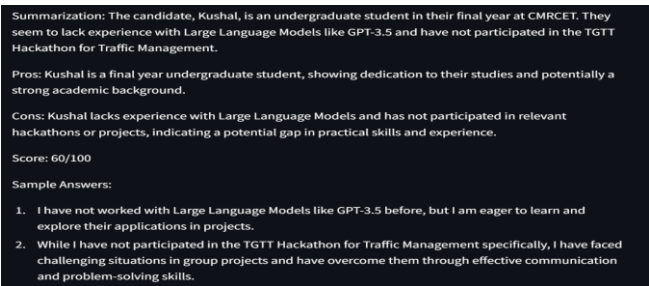 Summarization: The candidate, Kushal, is an undergraduate student in their final year at CMRCET. They
seem to lack experience with Large Language Models like GPT-3.5 and have not participated in the TGTT
Hackathon for Traffic Management.
Pros: Kushal is a final year undergraduate student, showing dedication to their studies and potentially a
strong academic background.
Cons: Kushal lacks experience with Large Language Models and has not participated in relevant
hackathons or projects, indicating a potential gap in practical skills and experience.
Score: 60/100
Sample Answers:
1. I have not worked with Large Language Models like GPT-3.5 before, but I am eager to learn and
explore their applications in projects.
2. While I have not participated in the TGTT Hackathon for Traffic Management specifically, I have faced
challenging situations in group projects and have overcome them through effective communication
and problem-solving skills.